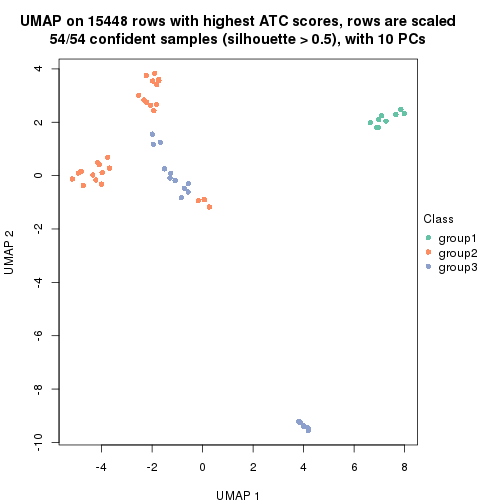 UMAP on 15448 rows with highest ATC scores, rows are scaled
54/54 confident samples (silhouette > 0.5), with 10 PCs
4
2
0
-2
-4
-6
-8
-10
UMAP 2
-4
-2
0
2
4
6
8
UMAP 1
Class
group1
group2
group3